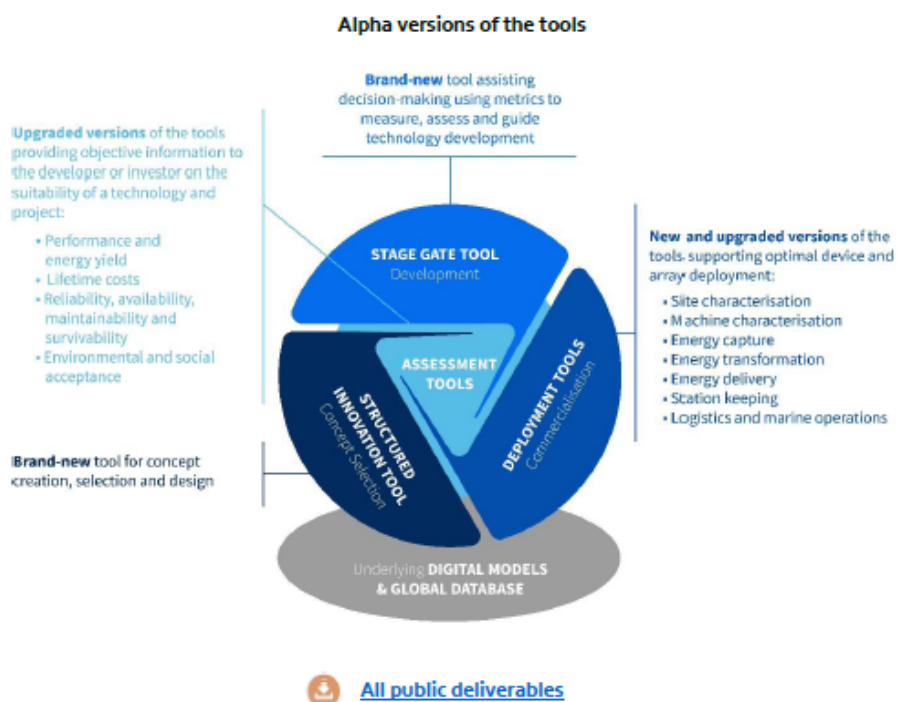 Alpha versions of the tools
Brand-new tool assisting
decision-making using metrics to
measure, assess and guide
technology development
Upgraded versions of the tools
providing objective information to
the developer or investor on the
suitability of a technology and
project:
• Performance and
energy yield
• Lifetime costs
• Reliability, availability,
maintainability and
survivability
• Environmental and social
acceptance
STAGE GATE TOOL
Development
New and upgraded versions of the
tools supporting optimal device and
array deployment:
• Site characterisation
• Machine characterisation
• Energy capture
• Energy transformation
• Energy delivery
• Station keeping
• Logistics and marine operations
ASSESSMENT
TOOLS
DEPLOYMENT TOOLS
Commercialisation
STRUCTURED
INNOVATION TOOL
Concept Selection
Brand-new tool for concept
creation, selection and design
Underlying DIGITAL MODELS
& GLOBAL DATABASE
All public deliverables